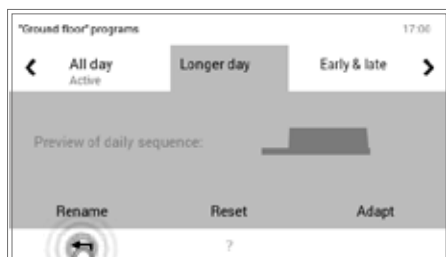 "Ground floor" programs 17:00
All day Longer day Early & late
Active
Preview of daily sequence:
Rename Reset Adapt
?